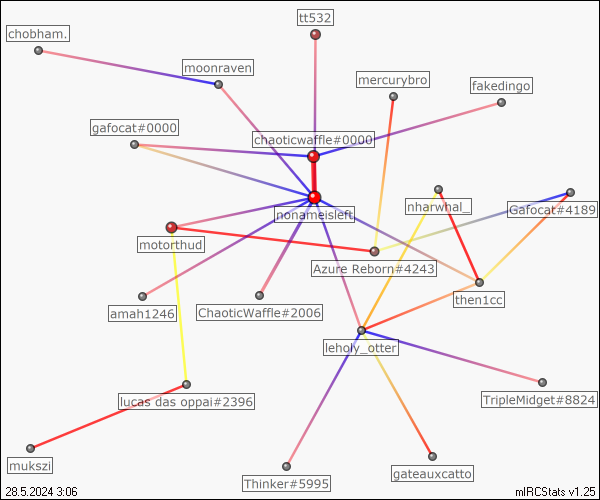 tt532
chobham.
moonraven
mercurybro
fakedingo
gafocat#0000
chaoticwaffle#0000
nharwhal_
Gafocat#4189
nonameisleft
motorthud
Azure Reborn#4243
amah1246
ChaoticWaffle#2006
then1cc
leholy_otter
lucas das oppai#2396
TripleMidget#8824
mukszi
Thinker#5995
gateauxcatto
28.5.2024 3:06
mIRCStats v1.25